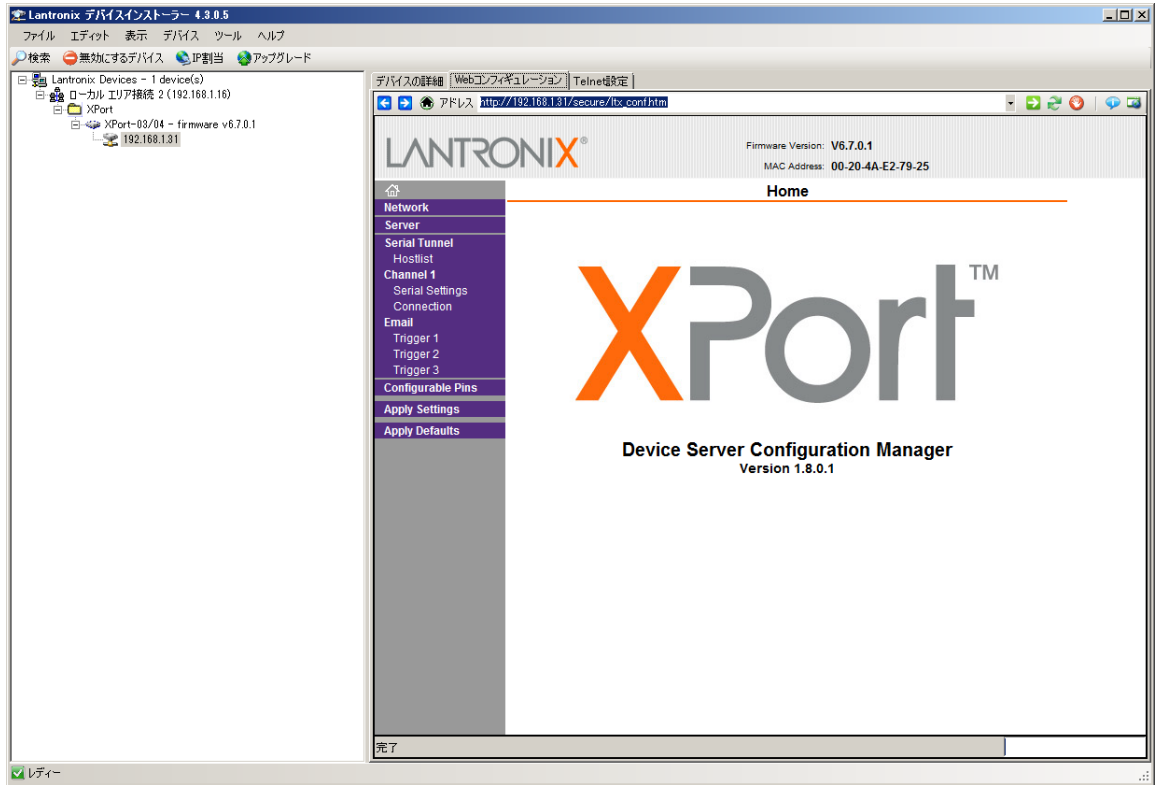 Lantronix デバイスインストーラー 4.3.0.5
ファイル エディット 表示 デバイス ツール ヘルプ
検索 無効にするデバイス IP割当 アップグレード
Lantronix Devices - 1 device(s)
ローカル エリア接続 2 (192.168.1.16)
XPort
XPort-03/04 - firmware v6.7.0.1
192.168.1.31
デバイスの詳細 Webコンフィギュレーション Telnet設定
アドレス http://192.168.1.31/secure/ltx_conf.htm
LANTRONIX®
Firmware Version: V6.7.0.1
MAC Address: 00-20-4A-E2-79-25
Network
Server
Serial Tunnel
Hostlist
Channel 1
Serial Settings
Connection
Email
Trigger 1
Trigger 2
Trigger 3
Configurable Pins
Apply Settings
Apply Defaults
Home
XPort™
Device Server Configuration Manager
Version 1.8.0.1
完了
レディー